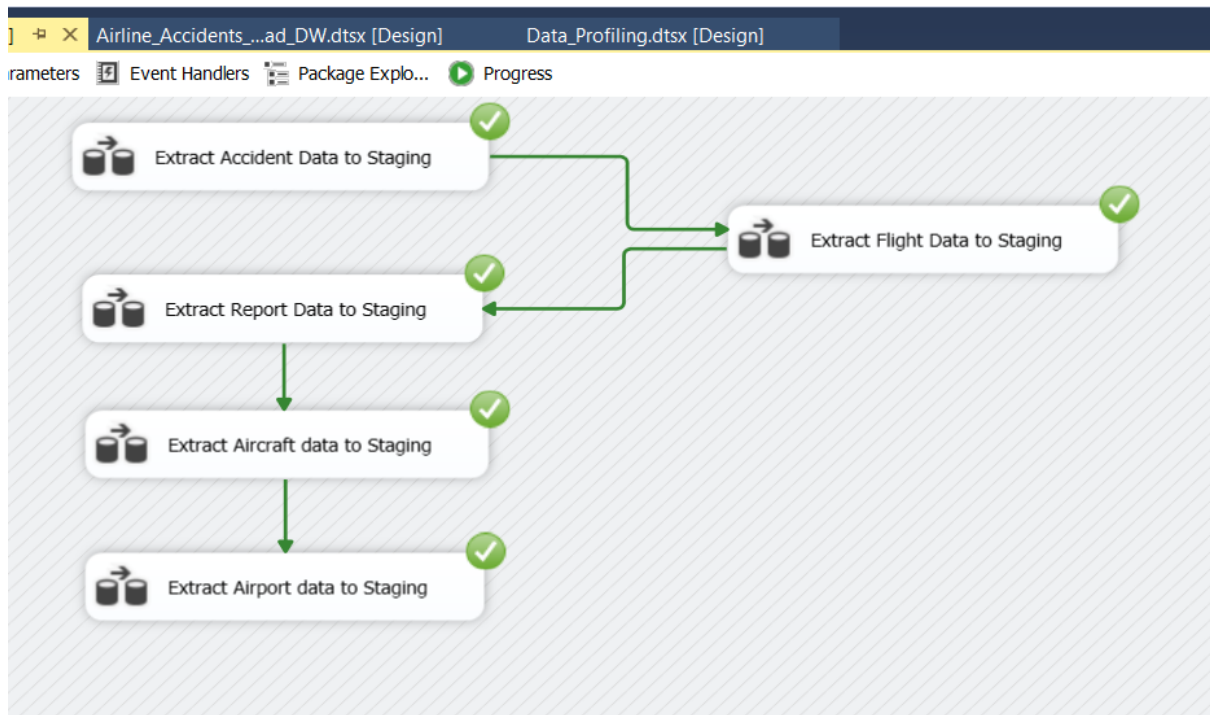 ] Airline_Accidents_...ad_DW.dtsx [Design] Data_Profiling.dtsx [Design]
arameters Event Handlers Package Explo... Progress
Extract Accident Data to Staging
Extract Flight Data to Staging
Extract Report Data to Staging
Extract Aircraft data to Staging
Extract Airport data to Staging